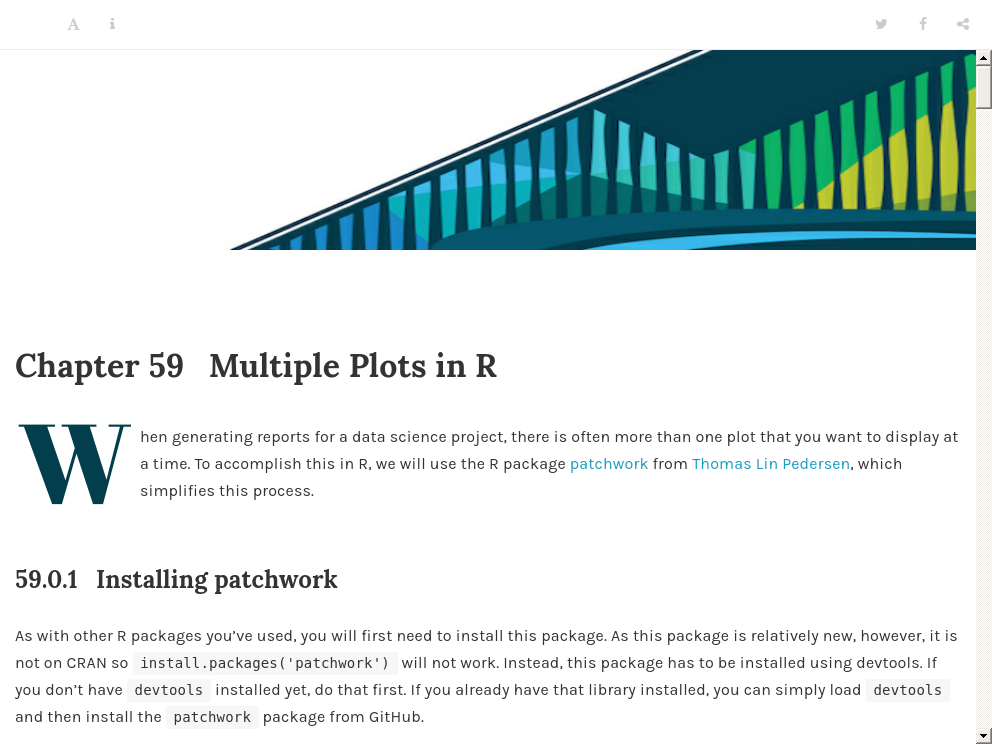 Chapter 59 Multiple Plots in R
When generating reports for a data science project, there is often more than one plot that you want to display at
a time. To accomplish this in R, we will use the R package patchwork from Thomas Lin Pedersen, which
simplifies this process.
59.0.1 Installing patchwork
As with other R packages you’ve used, you will first need to install this package. As this package is relatively new, however, it is
not on CRAN so install.packages('patchwork') will not work. Instead, this package has to be installed using devtools. If
you don’t have devtools installed yet, do that first. If you already have that library installed, you can simply load devtools
and then install the patchwork package from GitHub.